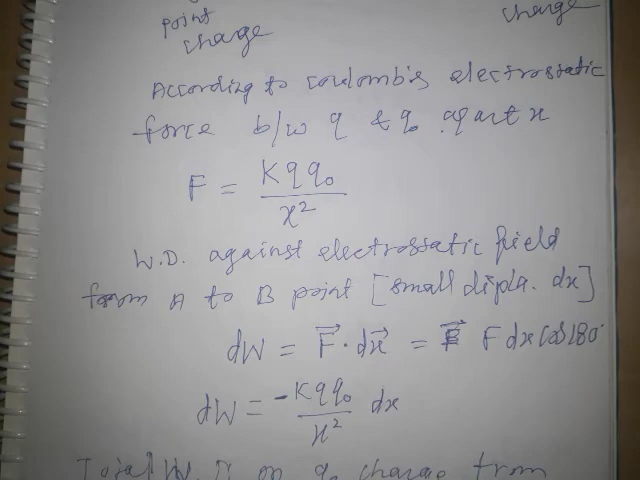 point charge
charge
According to coulomb's electrostatic
force b/w q & q₀ apart x
F = Kqq₀/x²
W.D. against electrostatic field
from A to B point [small displa. dx]
dW = F⃗·dx⃗ = F dx Cos180°
dW = -Kqq₀/x² dx
Total W.D on q₀ charge from